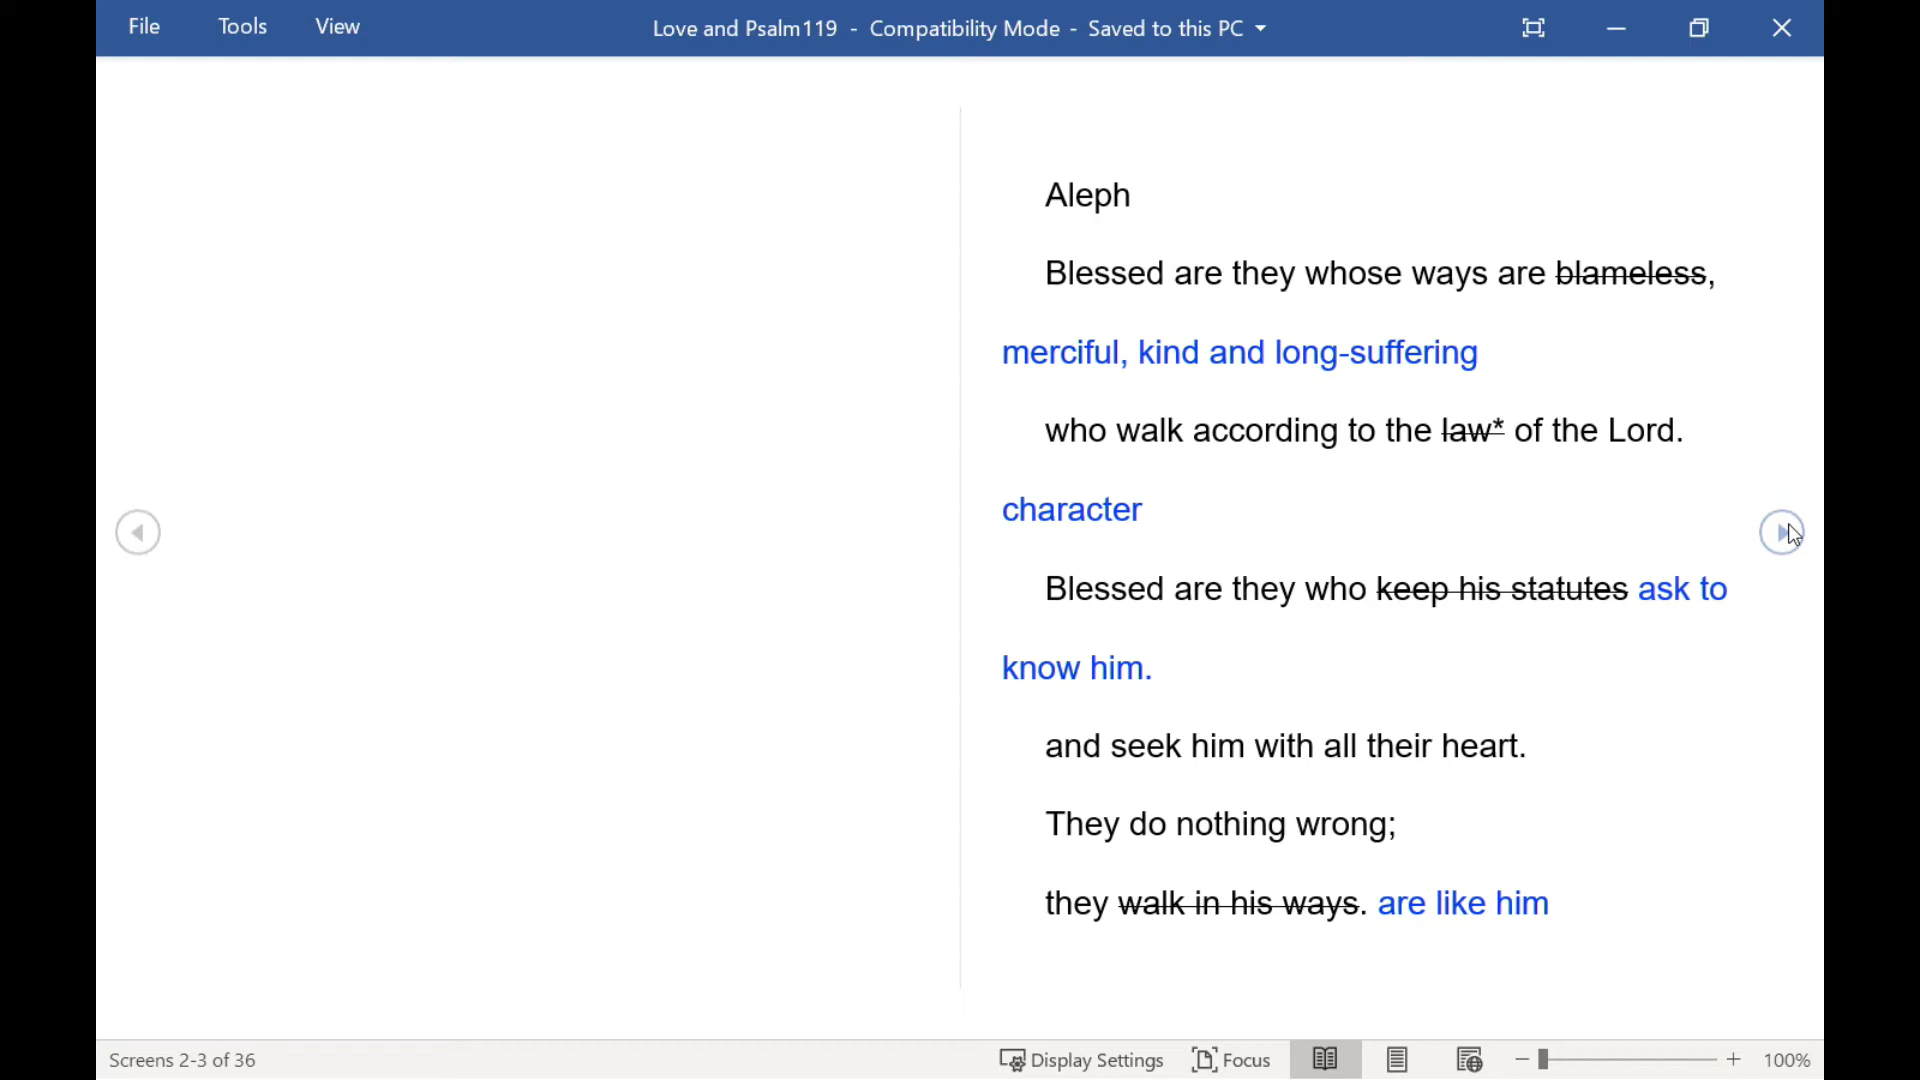 File Tools View Love and Psalm119 - Compatibility Mode - Saved to this PC
Aleph
Blessed are they whose ways are blameless,
merciful, kind and long-suffering
who walk according to the law* of the Lord.
character
Blessed are they who keep his statutes ask to
know him.
and seek him with all their heart.
They do nothing wrong;
they walk in his ways. are like him
Screens 2-3 of 36 Display Settings Focus 100%